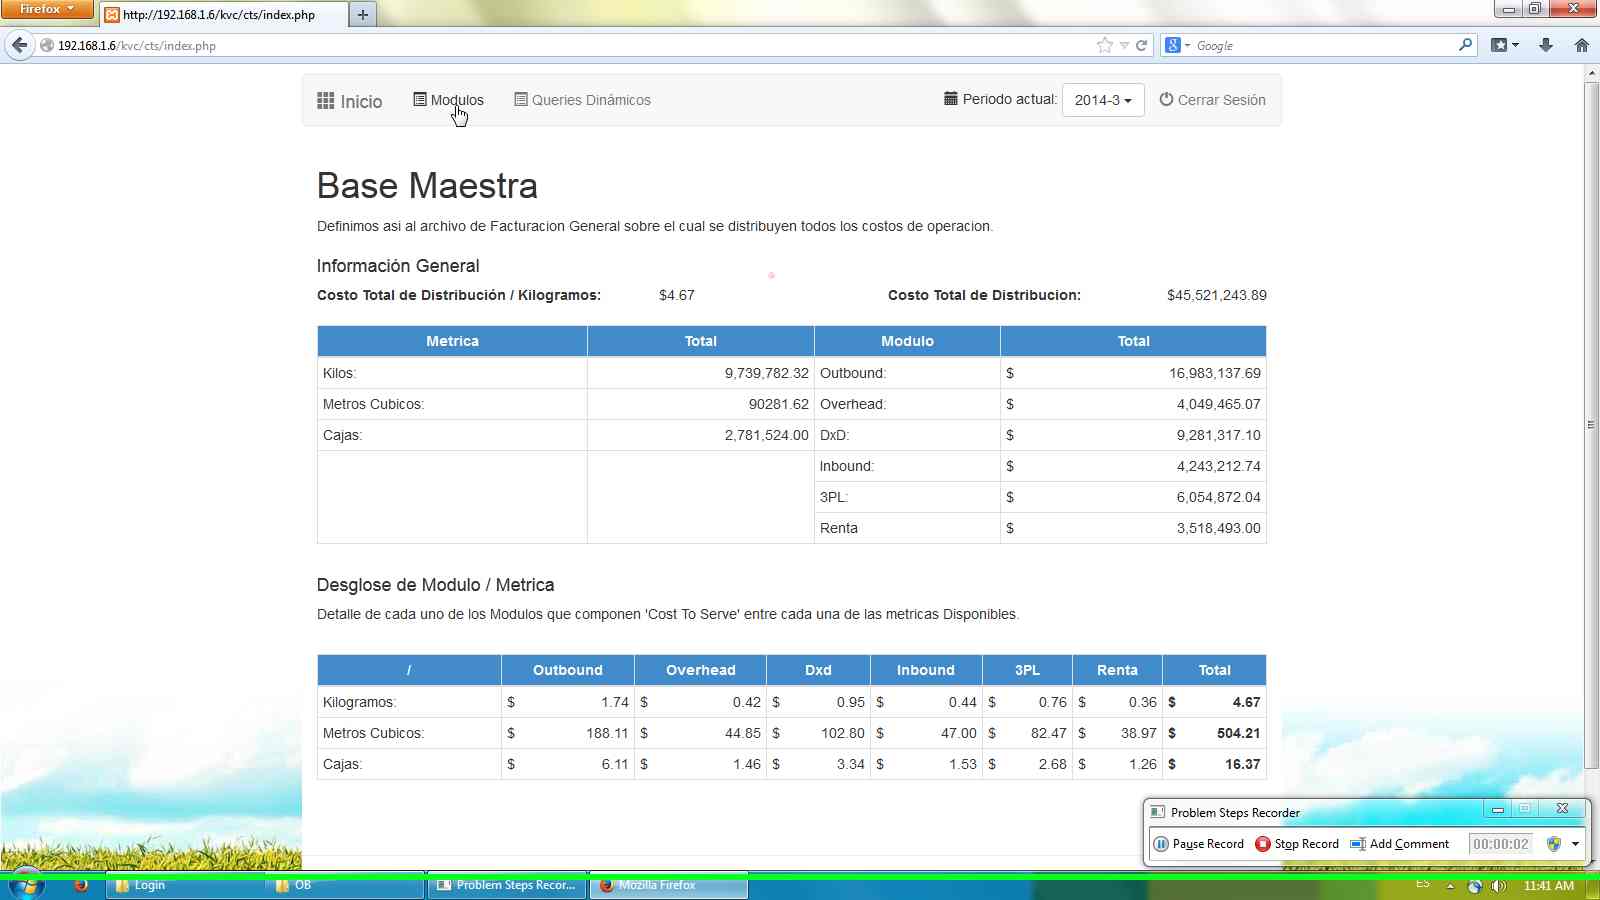 Firefox
http://192.168.1.6/kvc/cts/index.php
192.168.1.6/kvc/cts/index.php
Google
Inicio Modulos Queries Dinámicos Periodo actual: 2014-3 Cerrar Sesión
Base Maestra
Definimos asi al archivo de Facturacion General sobre el cual se distribuyen todos los costos de operacion.
Información General
Costo Total de Distribución / Kilogramos: $4.67 Costo Total de Distribucion: $45,521,243.89
Metrica Total Modulo Total
Kilos: 9,739,782.32 Outbound: $ 16,983,137.69
Metros Cubicos: 90281.62 Overhead: $ 4,049,465.07
Cajas: 2,781,524.00 DxD: $ 9,281,317.10
Inbound: $ 4,243,212.74
3PL: $ 6,054,872.04
Renta $ 3,518,493.00
Desglose de Modulo / Metrica
Detalle de cada uno de los Modulos que componen 'Cost To Serve' entre cada una de las metricas Disponibles.
/ Outbound Overhead Dxd Inbound 3PL Renta Total
Kilogramos: $ 1.74 $ 0.42 $ 0.95 $ 0.44 $ 0.76 $ 0.36 $ 4.67
Metros Cubicos: $ 188.11 $ 44.85 $ 102.80 $ 47.00 $ 82.47 $ 38.97 $ 504.21
Cajas: $ 6.11 $ 1.46 $ 3.34 $ 1.53 $ 2.68 $ 1.26 $ 16.37
Problem Steps Recorder
Pause Record Stop Record Add Comment 00:00:02
Login OB Problem Steps Recor... Mozilla Firefox ES 11:41 AM